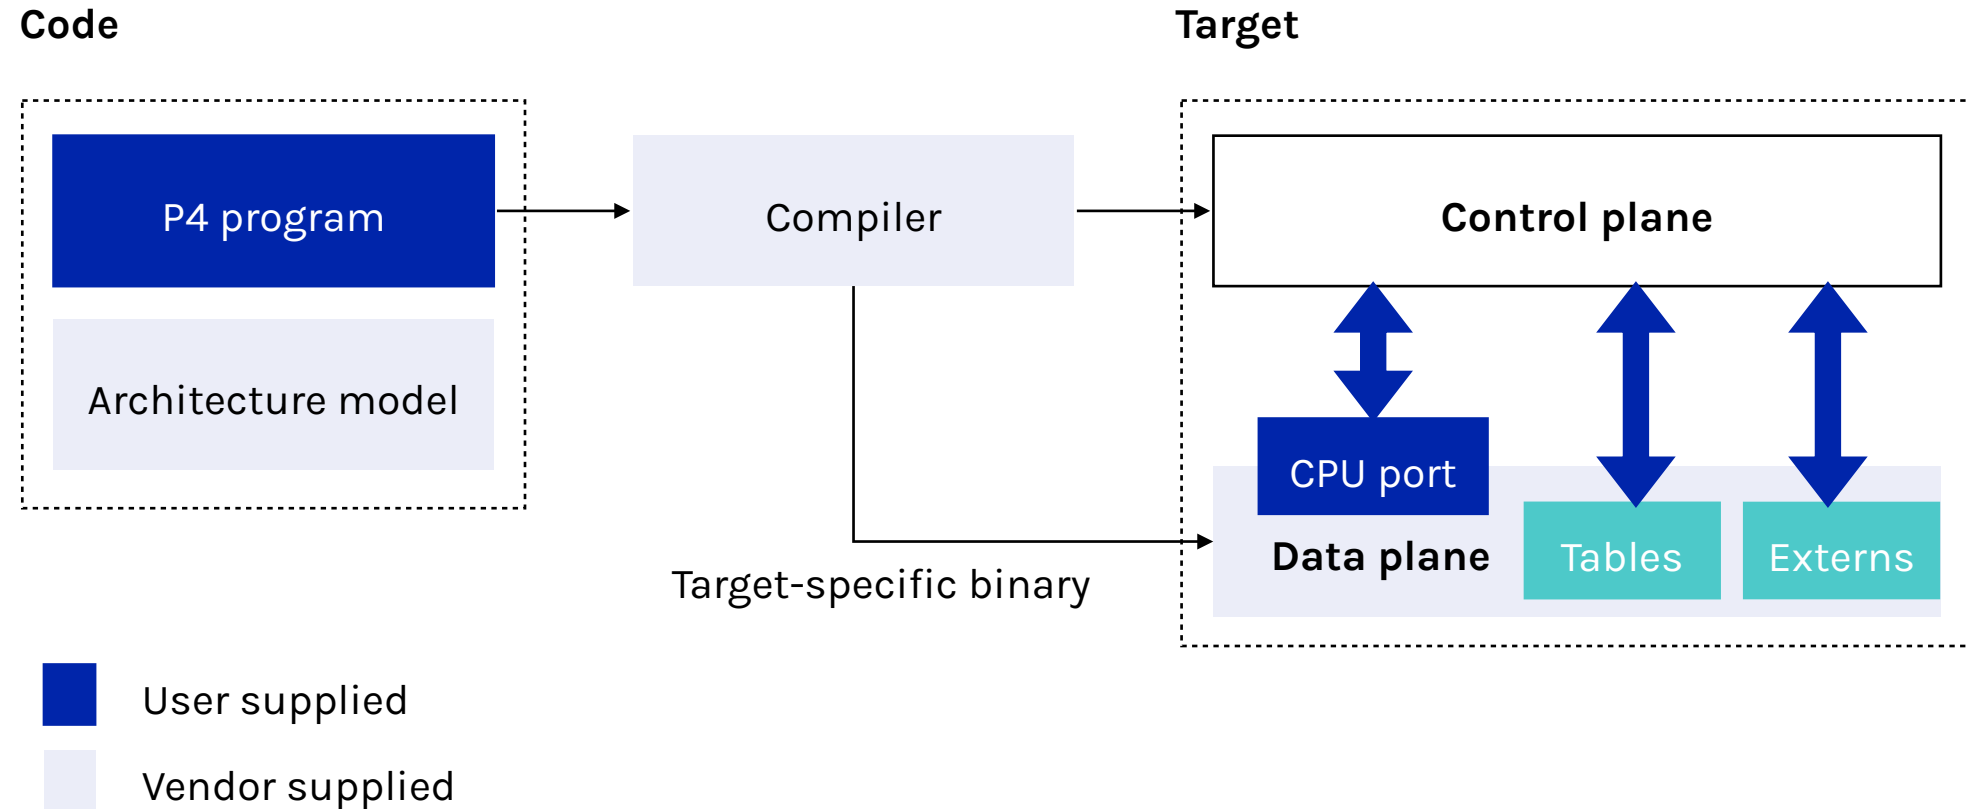 Code
Target
P4 program
Compiler
Control plane
Architecture model
CPU port
Data plane
Tables
Externs
Target-specific binary
User supplied
Vendor supplied